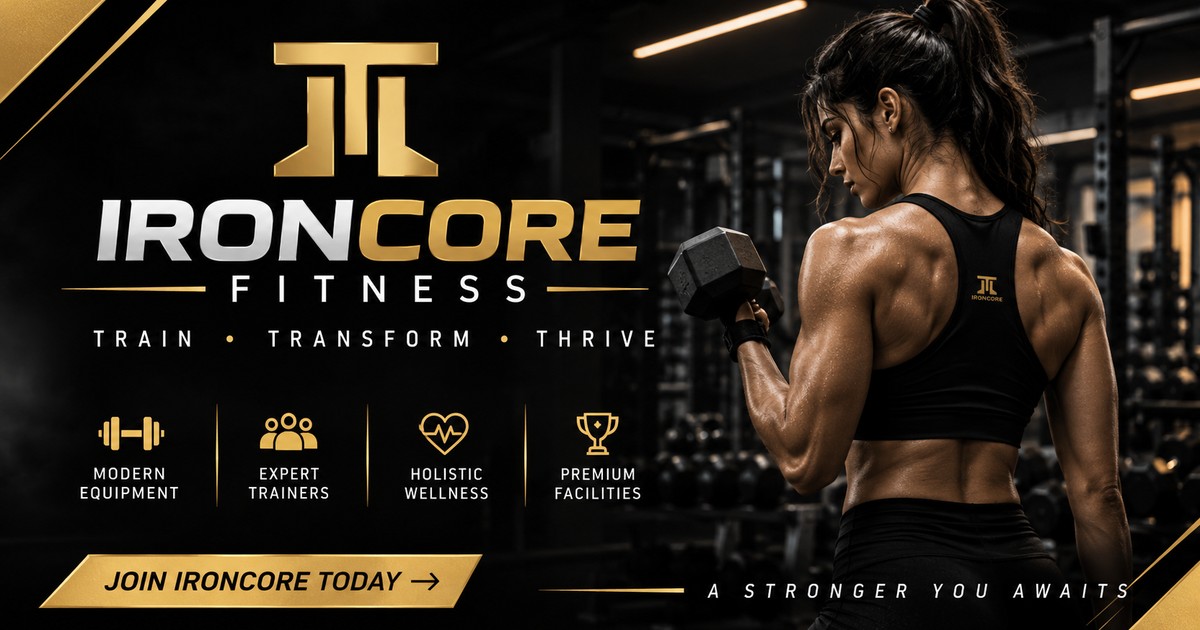 IRONCORE
FITNESS
TRAIN • TRANSFORM • THRIVE
MODERN
EQUIPMENT
EXPERT
TRAINERS
HOLISTIC
WELLNESS
PREMIUM
FACILITIES
JOIN IRONCORE TODAY →
A STRONGER YOU AWAITS
IRONCORE